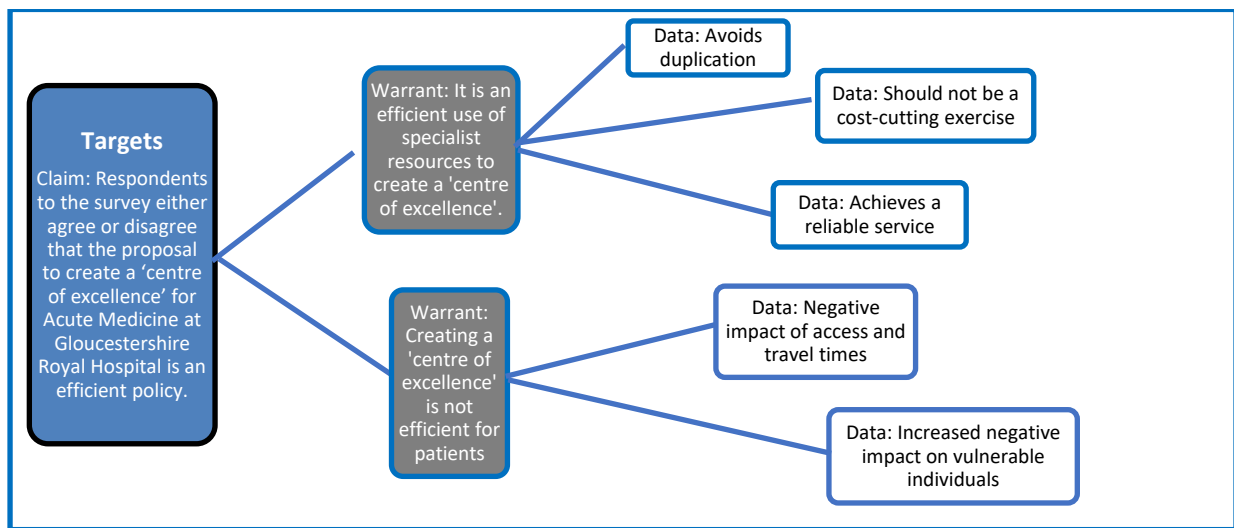 Targets
Claim: Respondents
to the survey either
agree or disagree
that the proposal
to create a ‘centre
of excellence’ for
Acute Medicine at
Gloucestershire
Royal Hospital is an
efficient policy.
Warrant: It is an
efficient use of
specialist
resources to
create a 'centre
of excellence'.
Data: Avoids
duplication
Data: Should not be a
cost-cutting exercise
Data: Achieves a
reliable service
Warrant:
Creating a
'centre of
excellence'
is not
efficient for
patients
Data: Negative
impact of access and
travel times
Data: Increased negative
impact on vulnerable
individuals